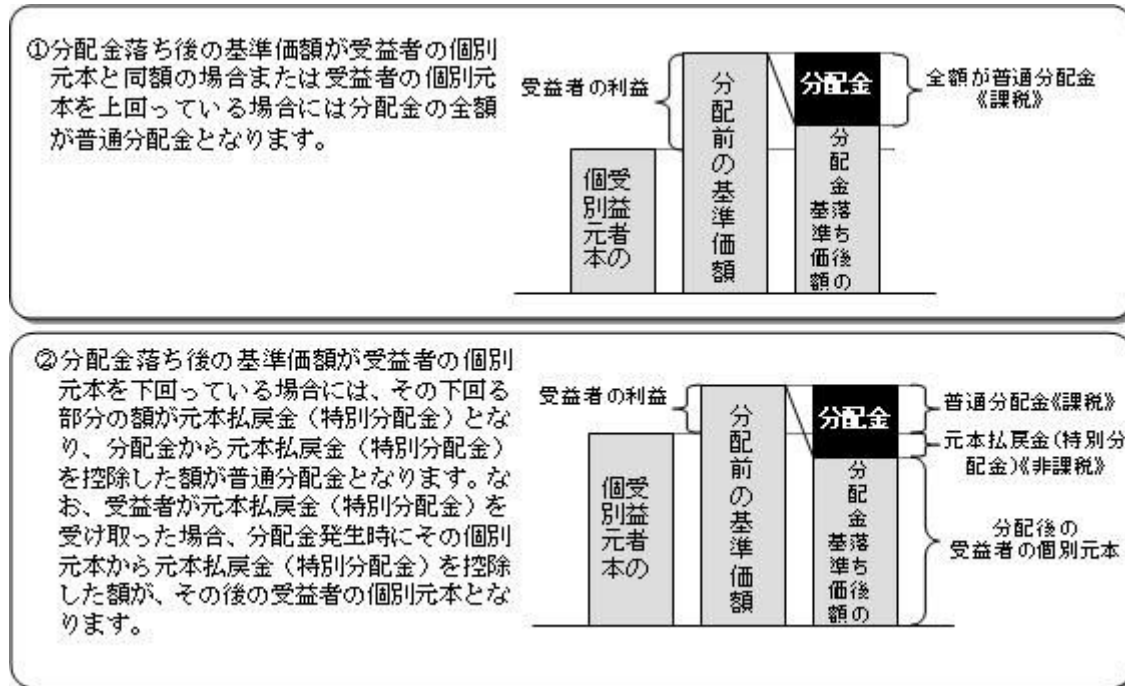 ①分配金落ち後の基準価額が受益者の個別
元本と同額の場合または受益者の個別元
本を上回っている場合には分配金の全額
が普通分配金となります。
受益者の利益
個別元本
受益者の
分配前の基準価額
分配金
分配金
基準価額
落ち後の
全額が普通分配金
《課税》
②分配金落ち後の基準価額が受益者の個別
元本を下回っている場合には、その下回る
部分の額が元本払戻金（特別分配金）とな
り、分配金から元本払戻金（特別分配金）
を控除した額が普通分配金となります。な
お、受益者が元本払戻金（特別分配金）を
受け取った場合、分配金発生時にその個別
元本から元本払戻金（特別分配金）を控除
した額が、その後の受益者の個別元本とな
ります。
受益者の利益
個別元本
受益者の
分配前の基準価額
分配金
分配金
基準価額
落ち後の
普通分配金《課税》
元本払戻金(特別分
配金)《非課税》
分配後の
受益者の個別元本